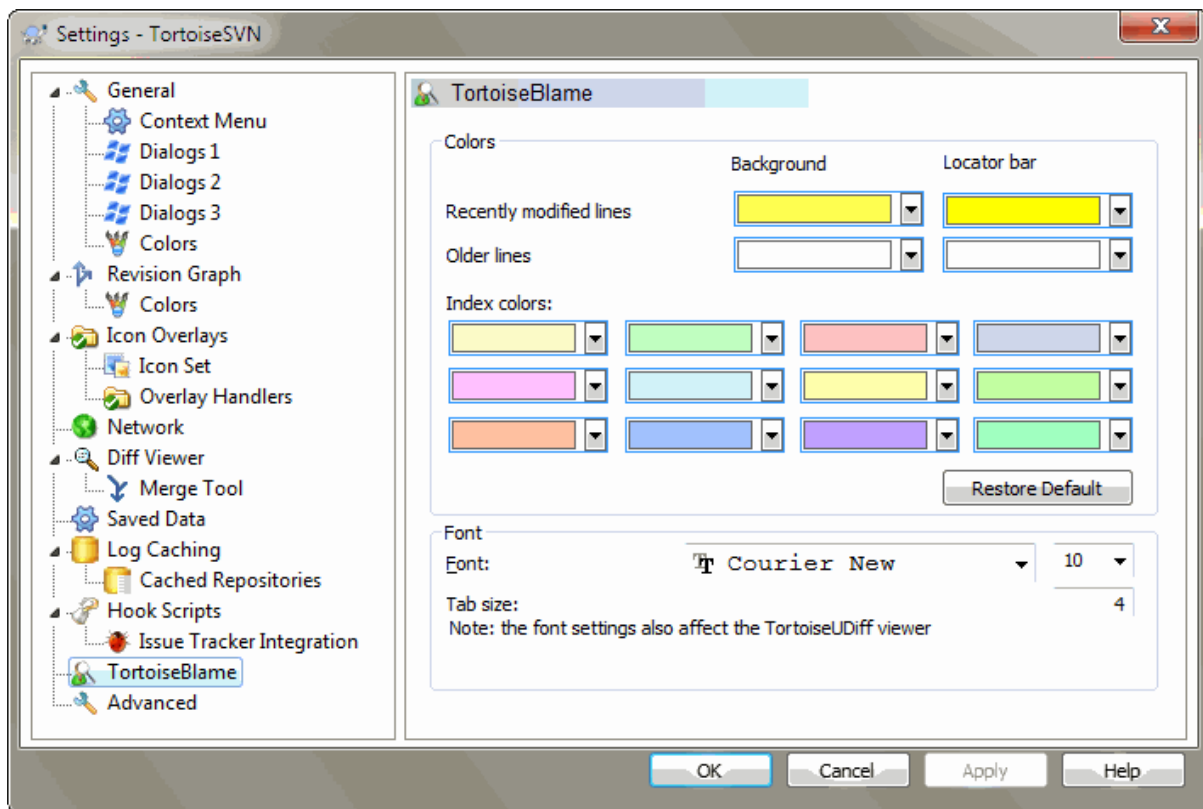 Settings - TortoiseSVN
General
Context Menu
Dialogs 1
Dialogs 2
Dialogs 3
Colors
Revision Graph
Colors
Icon Overlays
Icon Set
Overlay Handlers
Network
Diff Viewer
Merge Tool
Saved Data
Log Caching
Cached Repositories
Hook Scripts
Issue Tracker Integration
TortoiseBlame
Advanced
TortoiseBlame
Colors
Background Locator bar
Recently modified lines
Older lines
Index colors:
Restore Default
Font
Font: Courier New 10
Tab size: 4
Note: the font settings also affect the TortoiseUDiff viewer
OK Cancel Apply Help